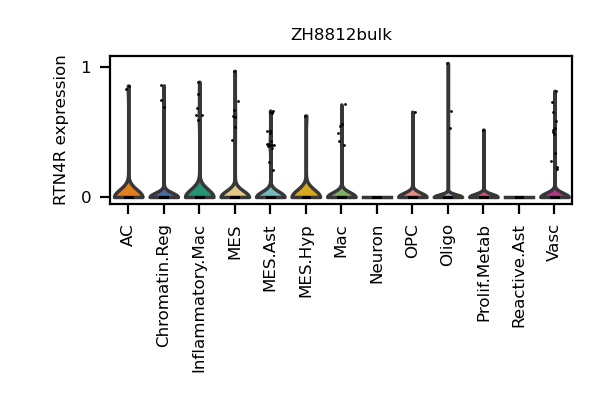 ZH8812bulk
RTN4R expression
1
0
AC
Chromatin.Reg
Inflammatory.Mac
MES
MES.Ast
MES.Hyp
Mac
Neuron
OPC
Oligo
Prolif.Metab
Reactive.Ast
Vasc